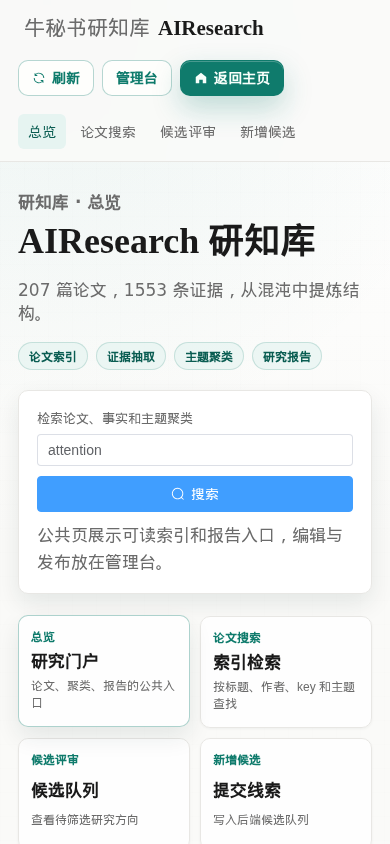 牛秘书研知库 AIResearch
刷新 管理台 返回主页
总览 论文搜索 候选评审 新增候选
研知库 · 总览
AIResearch 研知库
207 篇论文，1553 条证据，从混沌中提炼结
构。
论文索引 证据抽取 主题聚类 研究报告
检索论文、事实和主题聚类
attention
搜索
公共页展示可读索引和报告入口，编辑与
发布放在管理台。
总览
研究门户
论文、聚类、报告的公共入
口
论文搜索
索引检索
按标题、作者、key 和主题
查找
候选评审
候选队列
查看待筛选研究方向
新增候选
提交线索
写入后端候选队列